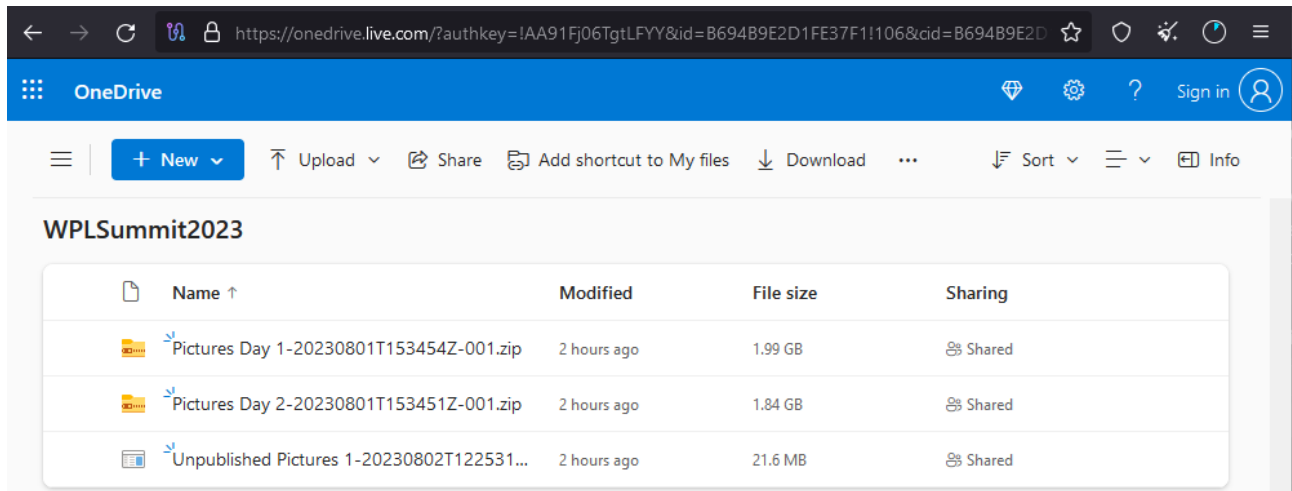 https://onedrive.live.com/?authkey=!AA91Fj06TgtLFYY&id=B694B9E2D1FE37F1!106&cid=B694B9E2D
OneDrive ? Sign in
+ New Upload Share Add shortcut to My files Download ... Sort Info
WPLSummit2023
Name ↑ Modified File size Sharing
Pictures Day 1-20230801T153454Z-001.zip 2 hours ago 1.99 GB Shared
Pictures Day 2-20230801T153451Z-001.zip 2 hours ago 1.84 GB Shared
Unpublished Pictures 1-20230802T122531... 2 hours ago 21.6 MB Shared